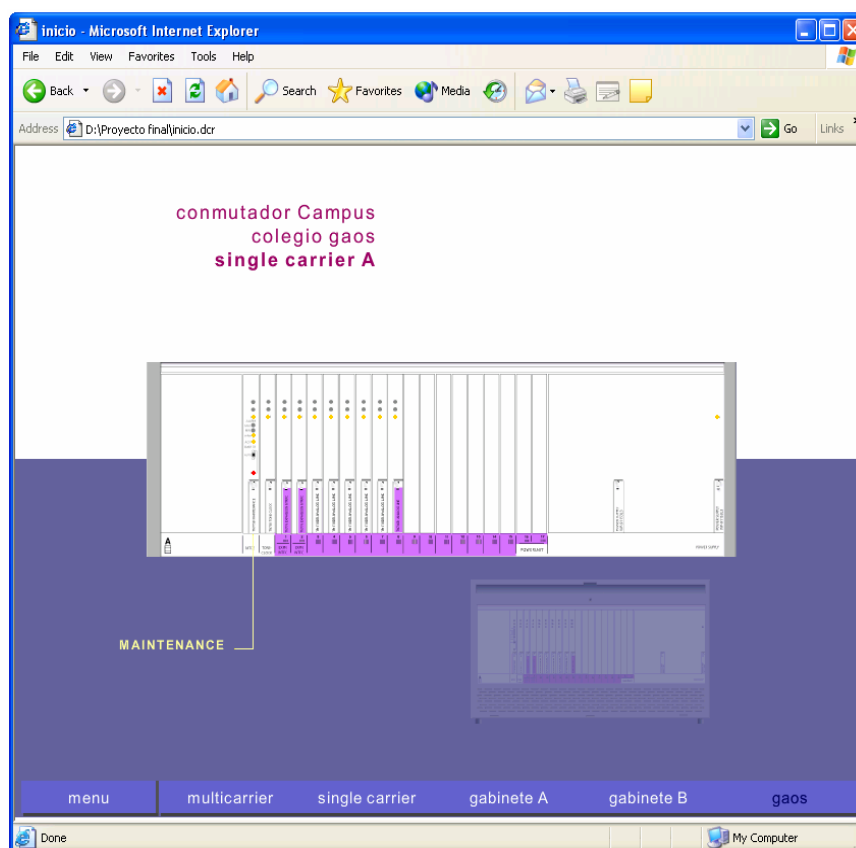 inicio - Microsoft Internet Explorer
File Edit View Favorites Tools Help
Back Search Favorites Media
Address D:\Proyecto final\inicio.dcr Go Links
conmutador Campus
colegio gaos
single carrier A
A
POWER SUPPLY
MAINTENANCE
menu multicarrier single carrier gabinete A gabinete B gaos
Done My Computer